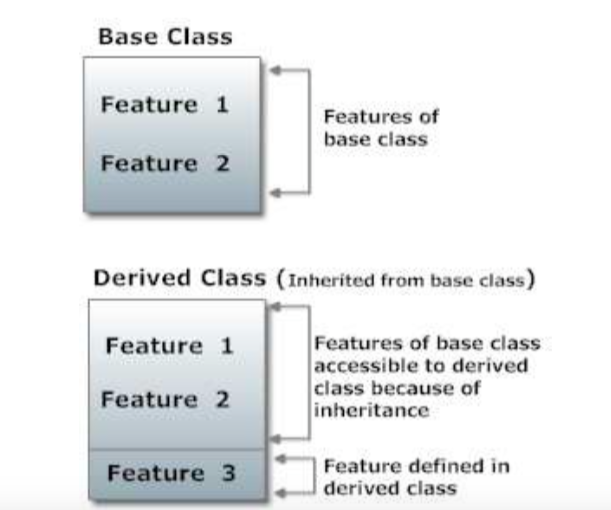 Base Class
Feature 1
Feature 2
Features of
base class
Derived Class (Inherited from base class)
Feature 1
Feature 2
Features of base class
accessible to derived
class because of
inheritance
Feature 3
Feature defined in
derived class